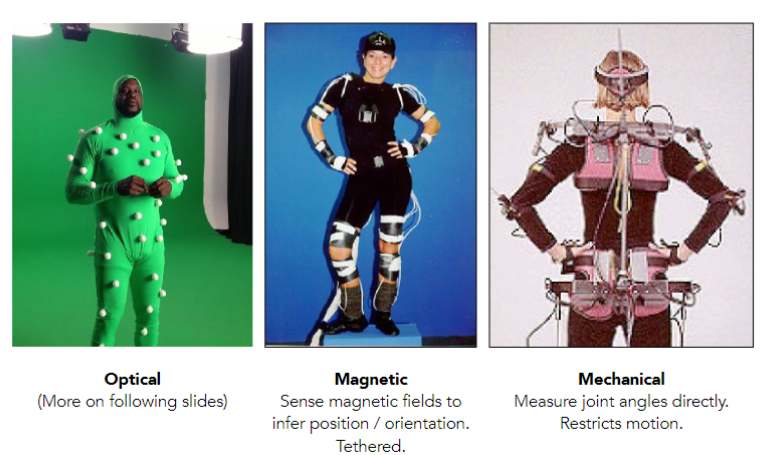 Optical
(More on following slides)
Magnetic
Sense magnetic fields to
infer position / orientation.
Tethered.
Mechanical
Measure joint angles directly.
Restricts motion.